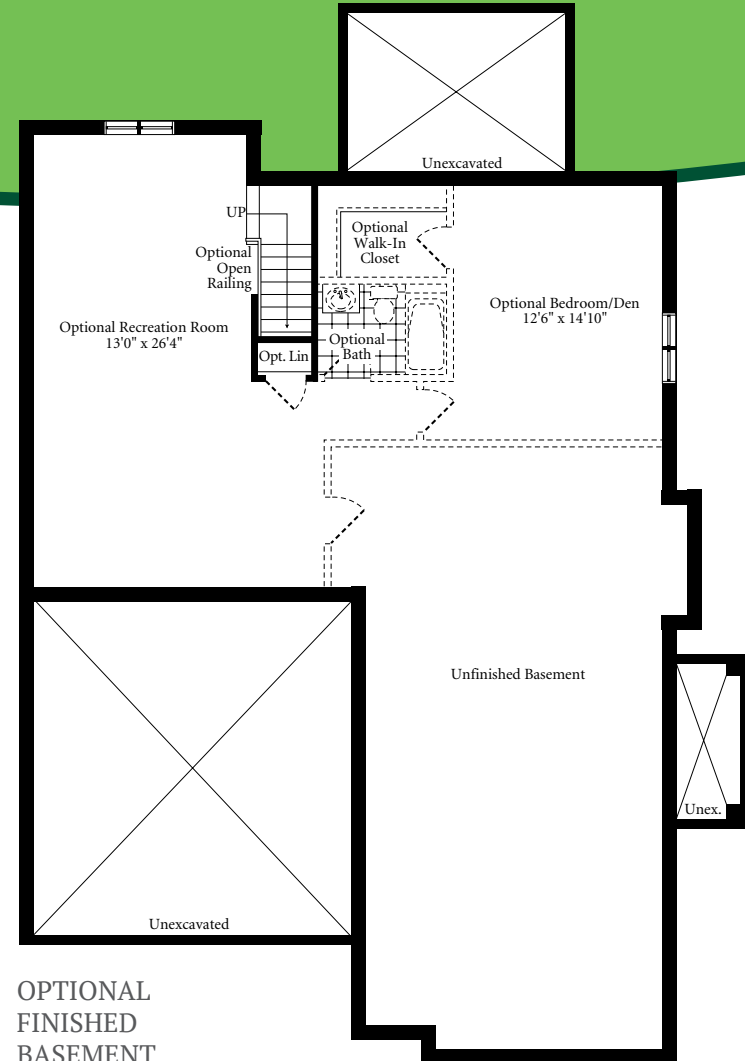 Unexcavated
UP
Optional
Open
Railing
Optional
Walk-In
Closet
Optional Bedroom/Den
12'6" x 14'10"
Optional Recreation Room
13'0" x 26'4"
Opt. Lin
Optional
Bath
Unfinished Basement
Unex.
Unexcavated
OPTIONAL
FINISHED
BASEMENT